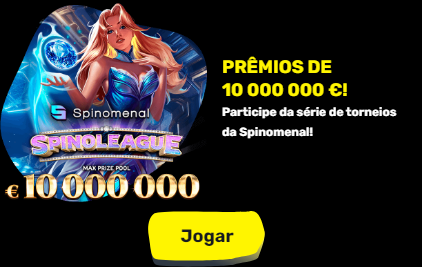 PRÊMIOS DE
10 000 000 €!
Participe da série de torneios
da Spinomenal!
Spinomenal
SPINOLEAGUE
MAX PRIZE POOL
€ 10 000 000
Jogar